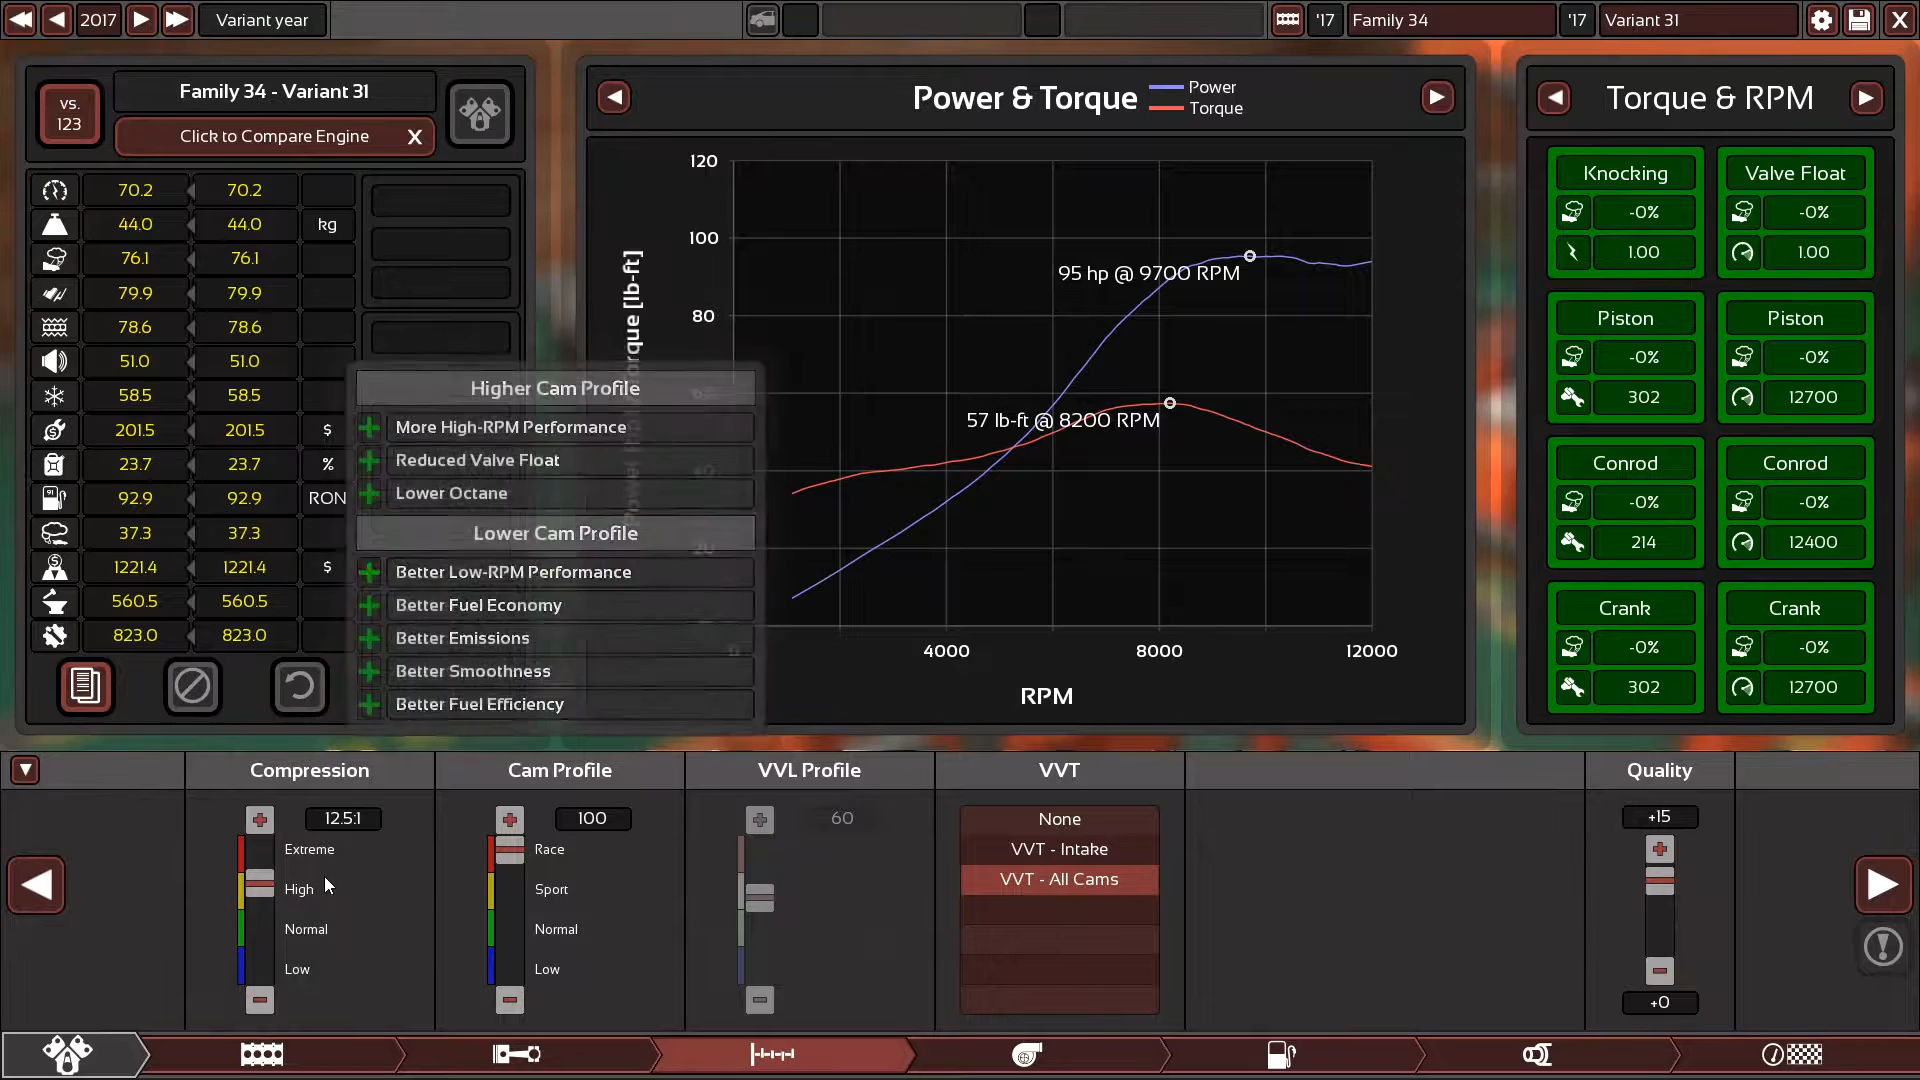 2017
Variant year
'17
Family 34
'17
Variant 31
vs.
123
Family 34 - Variant 31
Click to Compare Engine X
70.2 70.2
44.0 44.0 kg
76.1 76.1
79.9 79.9
78.6 78.6
51.0 51.0
58.5 58.5
201.5 201.5 $
23.7 23.7 %
92.9 92.9 RON
37.3 37.3
1221.4 1221.4 $
560.5 560.5
823.0 823.0
Higher Cam Profile
More High-RPM Performance
Reduced Valve Float
Lower Octane
Lower Cam Profile
Better Low-RPM Performance
Better Fuel Economy
Better Emissions
Better Smoothness
Better Fuel Efficiency
Power & Torque
Power
Torque
120
100
80
95 hp @ 9700 RPM
57 lb-ft @ 8200 RPM
Torque [lb-ft]
4000 8000 12000
RPM
Torque & RPM
Knocking
-0%
1.00
Valve Float
-0%
1.00
Piston
-0%
302
Piston
-0%
12700
Conrod
-0%
214
Conrod
-0%
12400
Crank
-0%
302
Crank
-0%
12700
Compression
12.5:1
Extreme
High
Normal
Low
Cam Profile
100
Race
Sport
Normal
Low
VVL Profile
60
VVT
None
VVT - Intake
VVT - All Cams
Quality
+15
+0